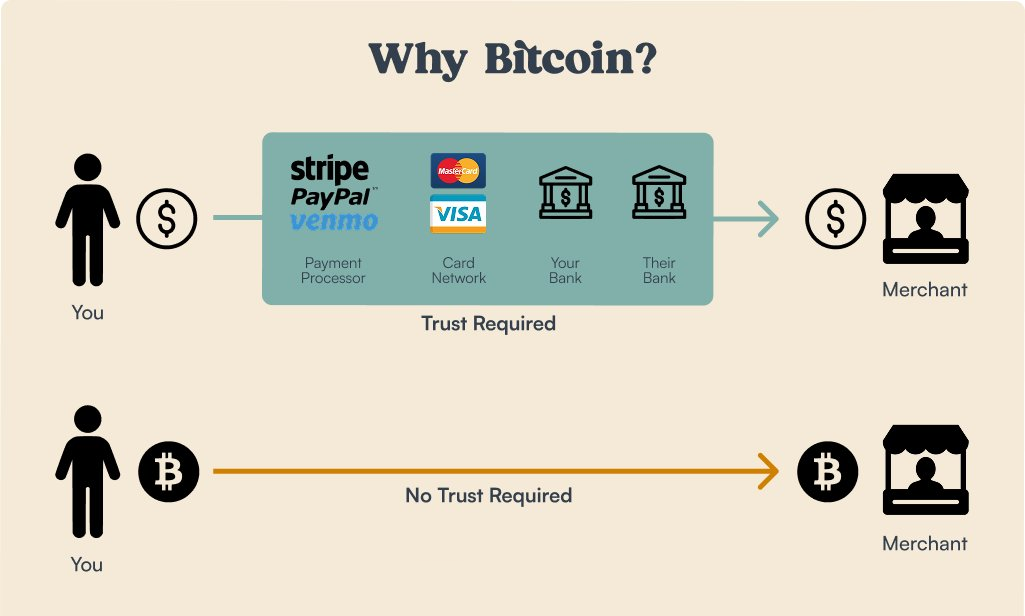 Why Bitcoin?
stripe
PayPal™
venmo
MasterCard
VISA
$
$
$
$
Payment
Processor
Card
Network
Your
Bank
Their
Bank
You
Merchant
Trust Required
₿
₿
No Trust Required
You
Merchant